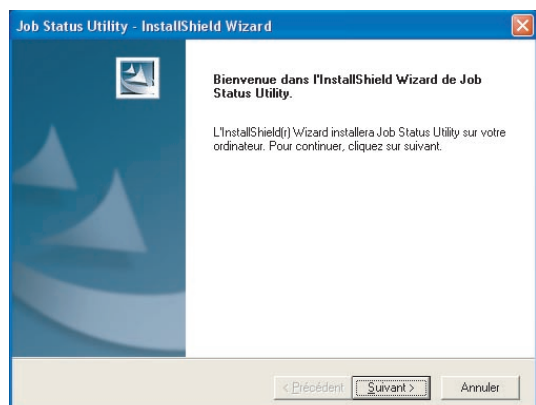 Job Status Utility - InstallShield Wizard
Bienvenue dans l'InstallShield Wizard de Job
Status Utility.
L'InstallShield(r) Wizard installera Job Status Utility sur votre
ordinateur. Pour continuer, cliquez sur suivant.
< Précédent
Suivant >
Annuler